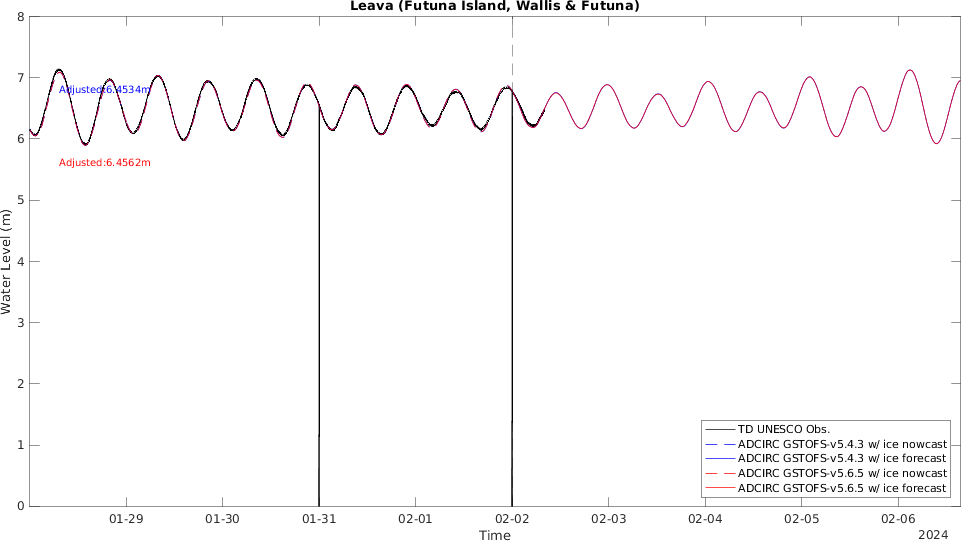 Leava (Futuna Island, Wallis & Futuna)
8
7
6
5
4
3
2
1
0
Water Level (m)
Adjusted:6.4534m
Adjusted:6.4562m
TD UNESCO Obs.
ADCIRC GSTOFS-v5.4.3 w/ ice nowcast
ADCIRC GSTOFS-v5.4.3 w/ ice forecast
ADCIRC GSTOFS-v5.6.5 w/ ice nowcast
ADCIRC GSTOFS-v5.6.5 w/ ice forecast
01-29 01-30 01-31 02-01 02-02 02-03 02-04 02-05 02-06
Time
2024